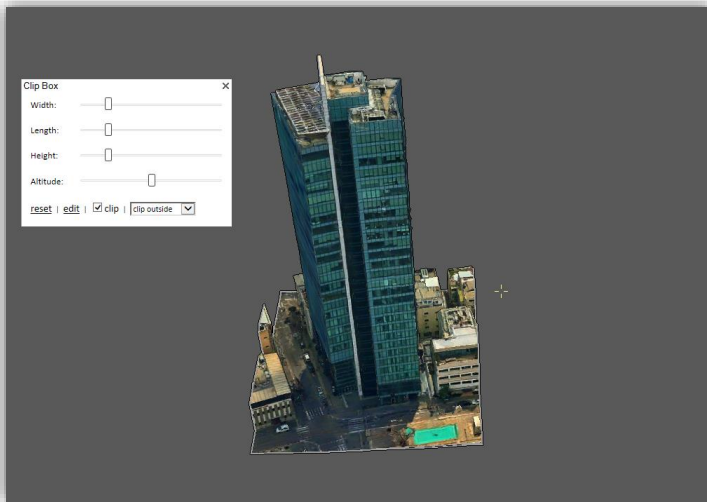 Clip Box
Width:
Length:
Height:
Altitude:
reset | edit | clip | clip outside